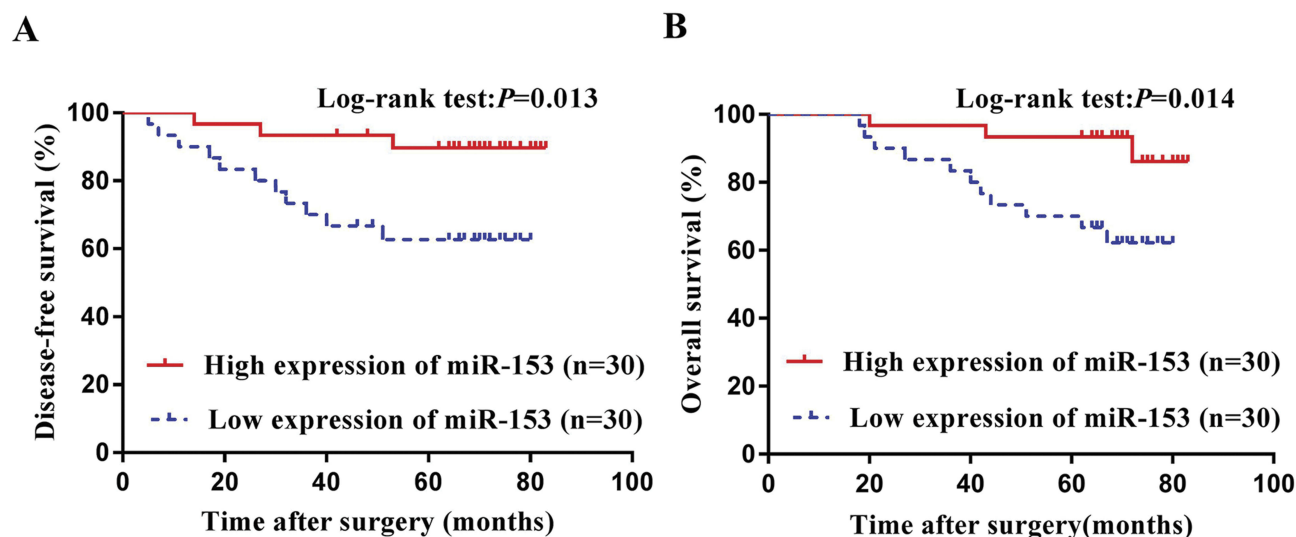 A
Log-rank test:P=0.013
Disease-free survival (%)
100
80
60
40
20
0
High expression of miR-153 (n=30)
Low expression of miR-153 (n=30)
0 20 40 60 80 100
Time after surgery (months)
B
Log-rank test:P=0.014
Overall survival (%)
100
80
60
40
20
0
High expression of miR-153 (n=30)
Low expression of miR-153 (n=30)
0 20 40 60 80 100
Time after surgery(months)